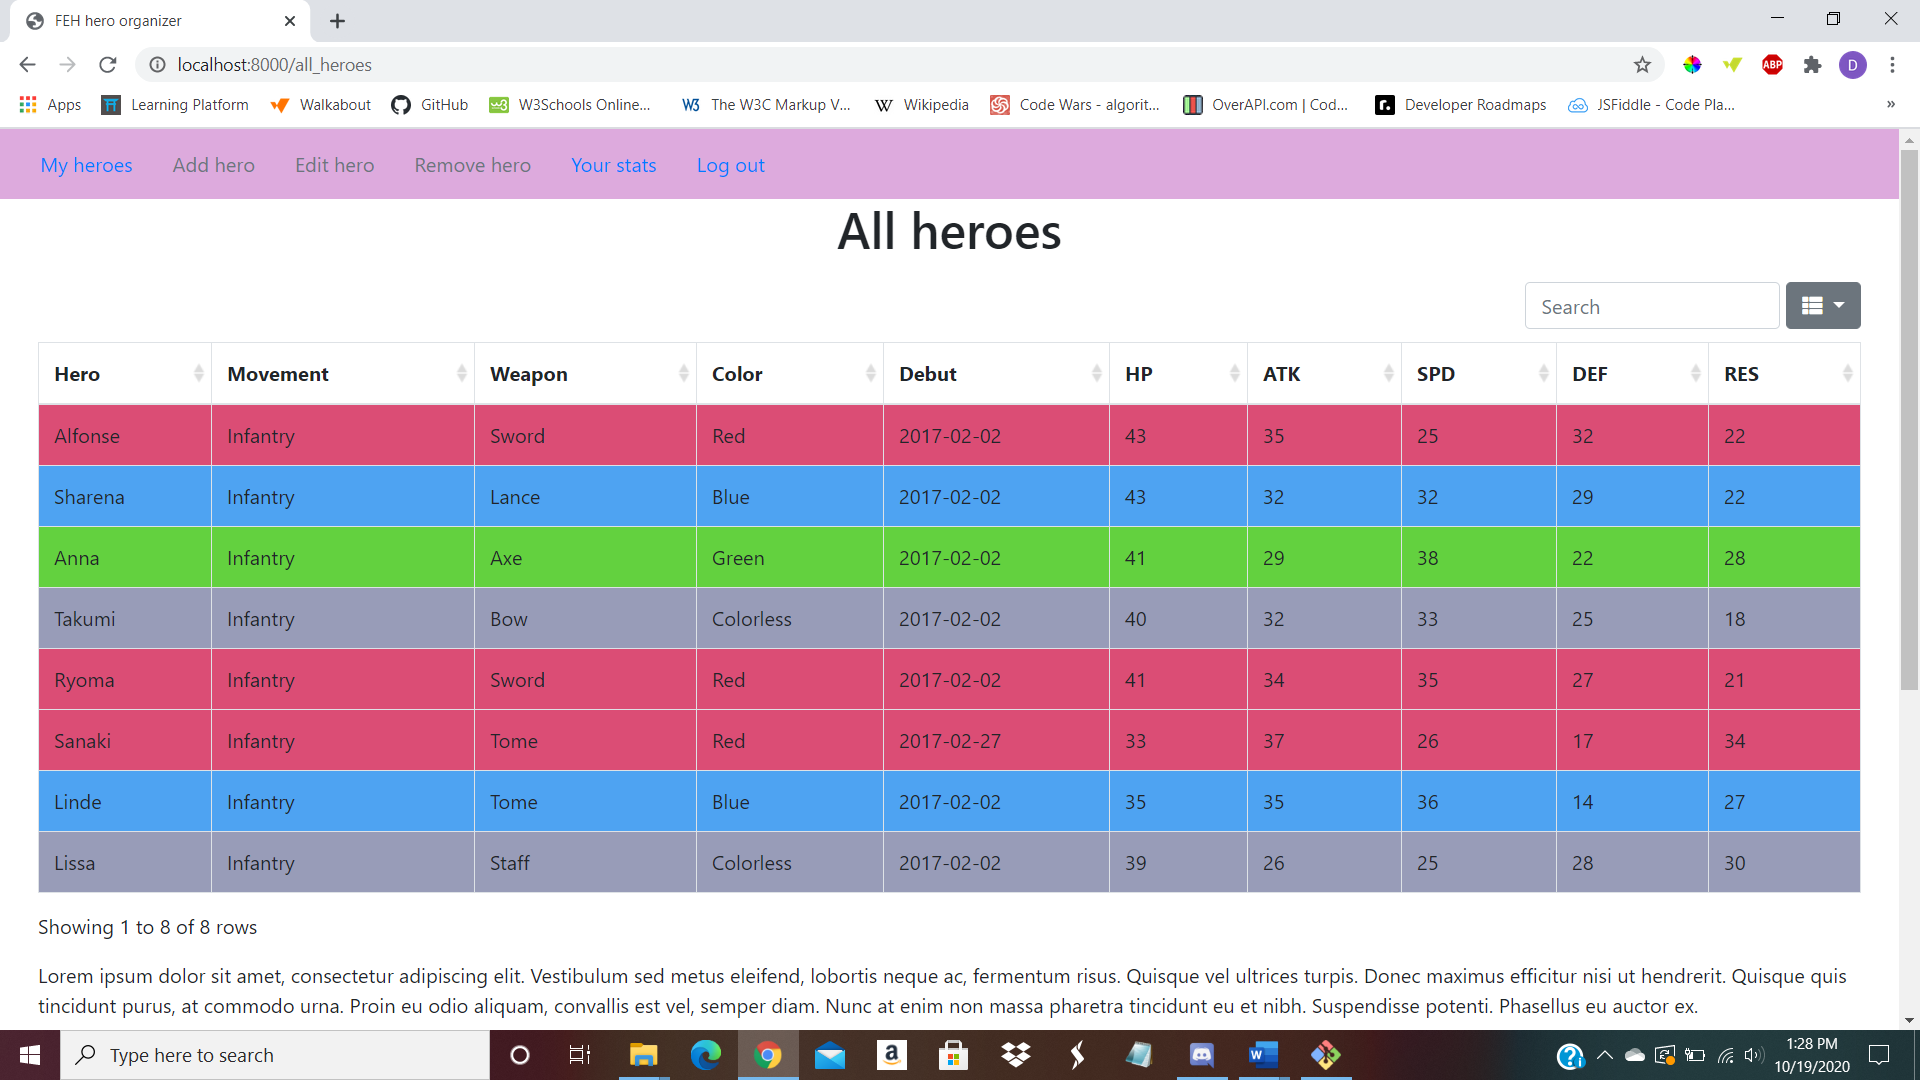 FEH hero organizer
localhost:8000/all_heroes
D
ABP
Apps Learning Platform Walkabout GitHub W3Schools Online... The W3C Markup V... Wikipedia Code Wars - algorit... OverAPI.com | Cod... Developer Roadmaps JSFiddle - Code Pla... »
My heroes Add hero Edit hero Remove hero Your stats Log out
All heroes
Search
Hero Movement Weapon Color Debut HP ATK SPD DEF RES
Alfonse Infantry Sword Red 2017-02-02 43 35 25 32 22
Sharena Infantry Lance Blue 2017-02-02 43 32 32 29 22
Anna Infantry Axe Green 2017-02-02 41 29 38 22 28
Takumi Infantry Bow Colorless 2017-02-02 40 32 33 25 18
Ryoma Infantry Sword Red 2017-02-02 41 34 35 27 21
Sanaki Infantry Tome Red 2017-02-27 33 37 26 17 34
Linde Infantry Tome Blue 2017-02-02 35 35 36 14 27
Lissa Infantry Staff Colorless 2017-02-02 39 26 25 28 30
Showing 1 to 8 of 8 rows
Lorem ipsum dolor sit amet, consectetur adipiscing elit. Vestibulum sed metus eleifend, lobortis neque ac, fermentum risus. Quisque vel ultrices turpis. Donec maximus efficitur nisi ut hendrerit. Quisque quis
tincidunt purus, at commodo urna. Proin eu odio aliquam, convallis est vel, semper diam. Nunc at enim non massa pharetra tincidunt eu et nibh. Suspendisse potenti. Phasellus eu auctor ex.
Type here to search
1:28 PM
10/19/2020